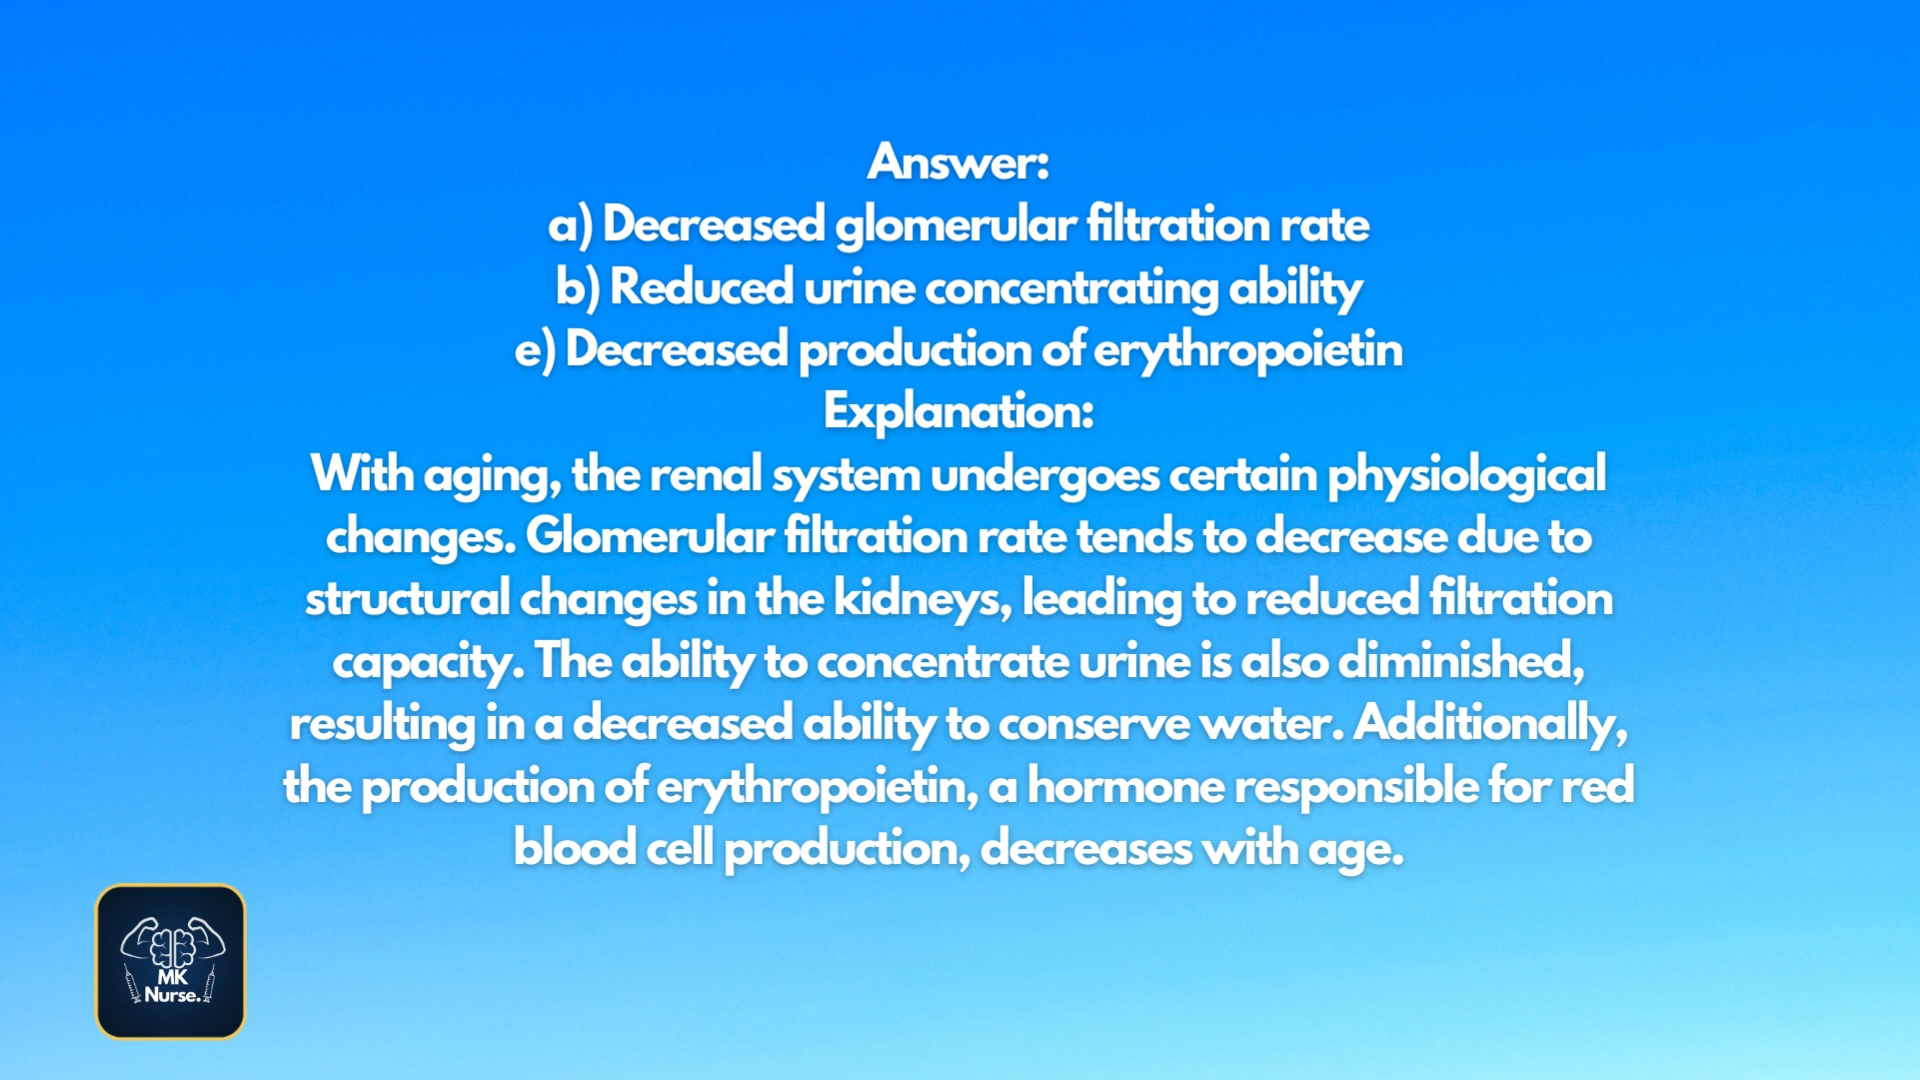 Answer:
a) Decreased glomerular filtration rate
b) Reduced urine concentrating ability
e) Decreased production of erythropoietin
Explanation:
With aging, the renal system undergoes certain physiological
changes. Glomerular filtration rate tends to decrease due to
structural changes in the kidneys, leading to reduced filtration
capacity. The ability to concentrate urine is also diminished,
resulting in a decreased ability to conserve water. Additionally,
the production of erythropoietin, a hormone responsible for red
blood cell production, decreases with age.
MK
Nurse.